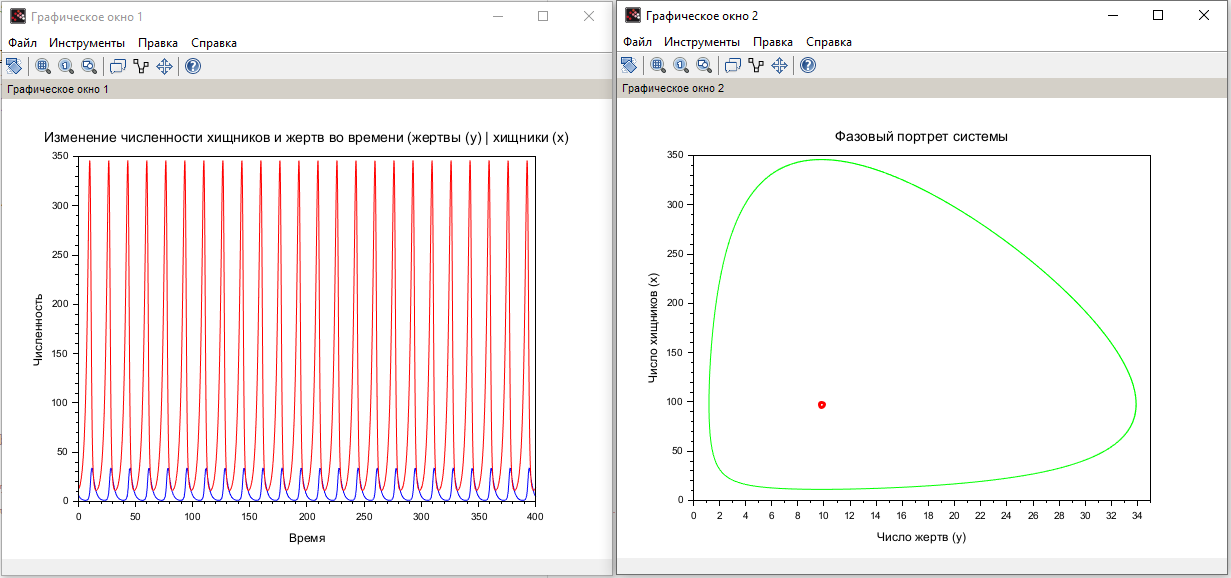 Графическое окно 1
Файл Инструменты Правка Справка
Графическое окно 1
Изменение численности хищников и жертв во времени (жертвы (y) | хищники (x)
350
300
250
200
150
100
50
0
Численность
0 50 100 150 200 250 300 350 400
Время
Графическое окно 2
Файл Инструменты Правка Справка
Графическое окно 2
Фазовый портрет системы
350
300
250
200
150
100
50
0
Число хищников (x)
0 2 4 6 8 10 12 14 16 18 20 22 24 26 28 30 32 34
Число жертв (y)